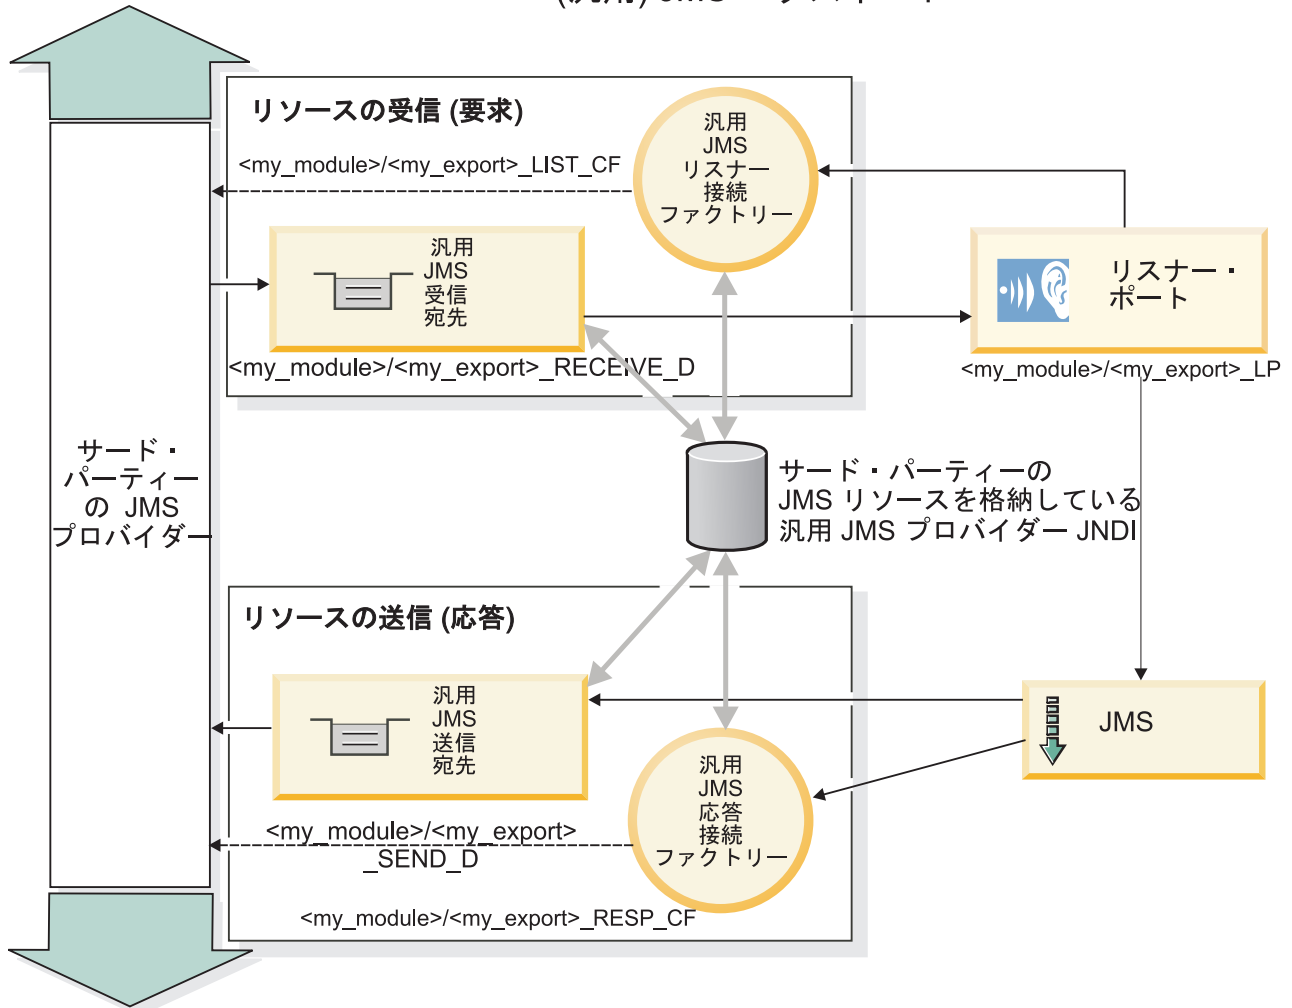 (汎用) JMS
リソースの受信 (要求)
<my_module>/<my_export>_LIST_CF
汎用
JMS
リスナー
接続
ファクトリー
汎用
JMS
受信
宛先
<my_module>/<my_export>_RECEIVE_D
リスナー・
ポート
<my_module>/<my_export>_LP
サード・
パーティー
の JMS
プロバイダー
サード・パーティーの
JMS リソースを格納している
汎用 JMS プロバイダー JNDI
リソースの送信 (応答)
汎用
JMS
送信
宛先
<my_module>/<my_export>
_SEND_D
汎用
JMS
応答
接続
ファクトリー
<my_module>/<my_export>_RESP_CF
JMS